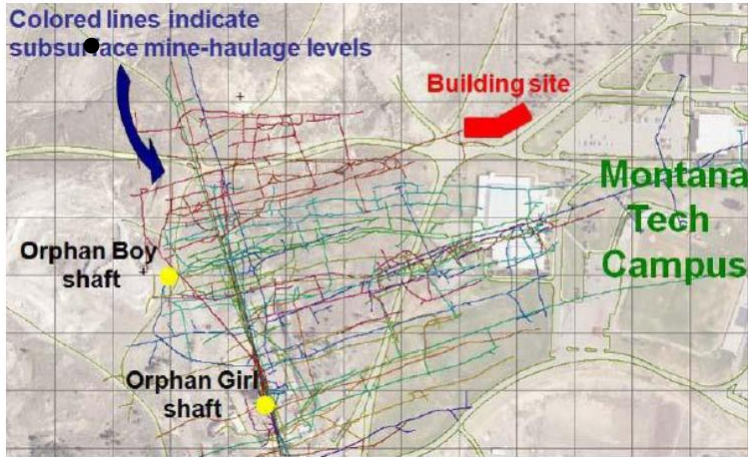 Colored lines indicate
subsurface mine-haulage levels
Building site
Montana
Tech
Campus
Orphan Boy
shaft
Orphan Girl
shaft